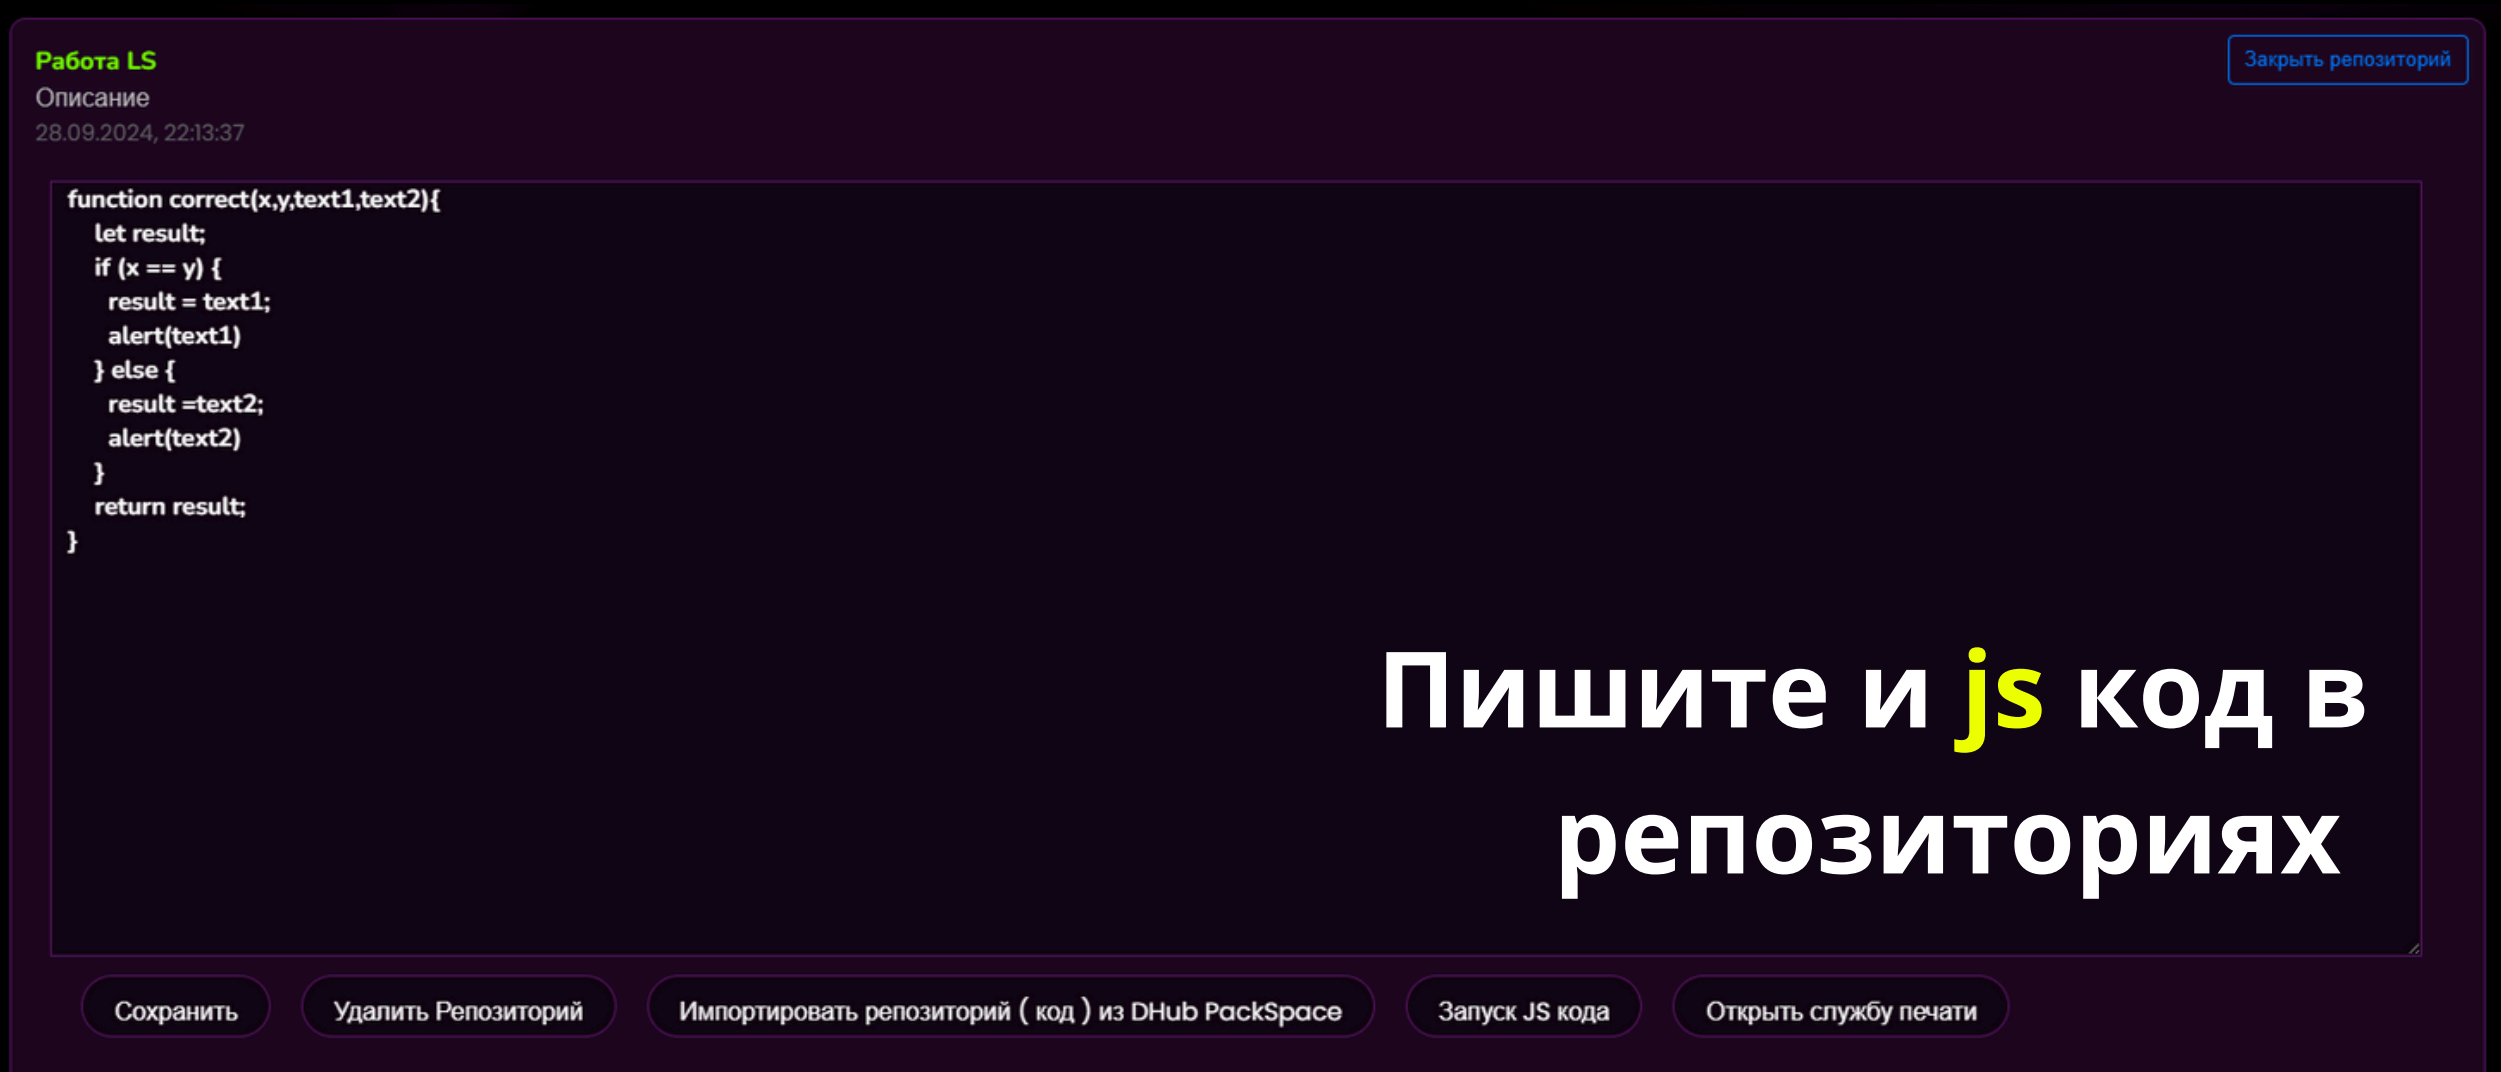 Работа LS
Закрыть репозиторий
Описание
28.09.2024, 22:13:37
function correct(x,y,text1,text2){
let result;
if (x == y) {
result = text1;
alert(text1)
} else {
result =text2;
alert(text2)
}
return result;
}
Пишите и js код в
репозиториях
Сохранить
Удалить Репозиторий
Импортировать репозиторий ( код ) из DHub PackSpace
Запуск JS кода
Открыть службу печати